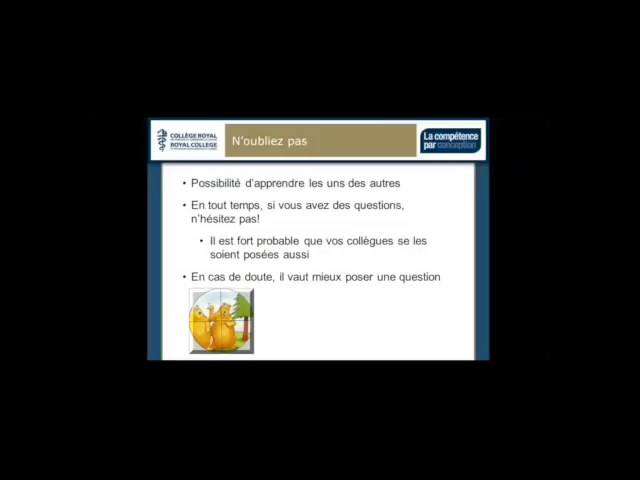 COLLÈGE ROYAL
ROYAL COLLEGE
N'oubliez pas
La compétence
par conception
• Possibilité d'apprendre les uns des autres
• En tout temps, si vous avez des questions,
n'hésitez pas!
• Il est fort probable que vos collègues se les
soient posées aussi
• En cas de doute, il vaut mieux poser une question